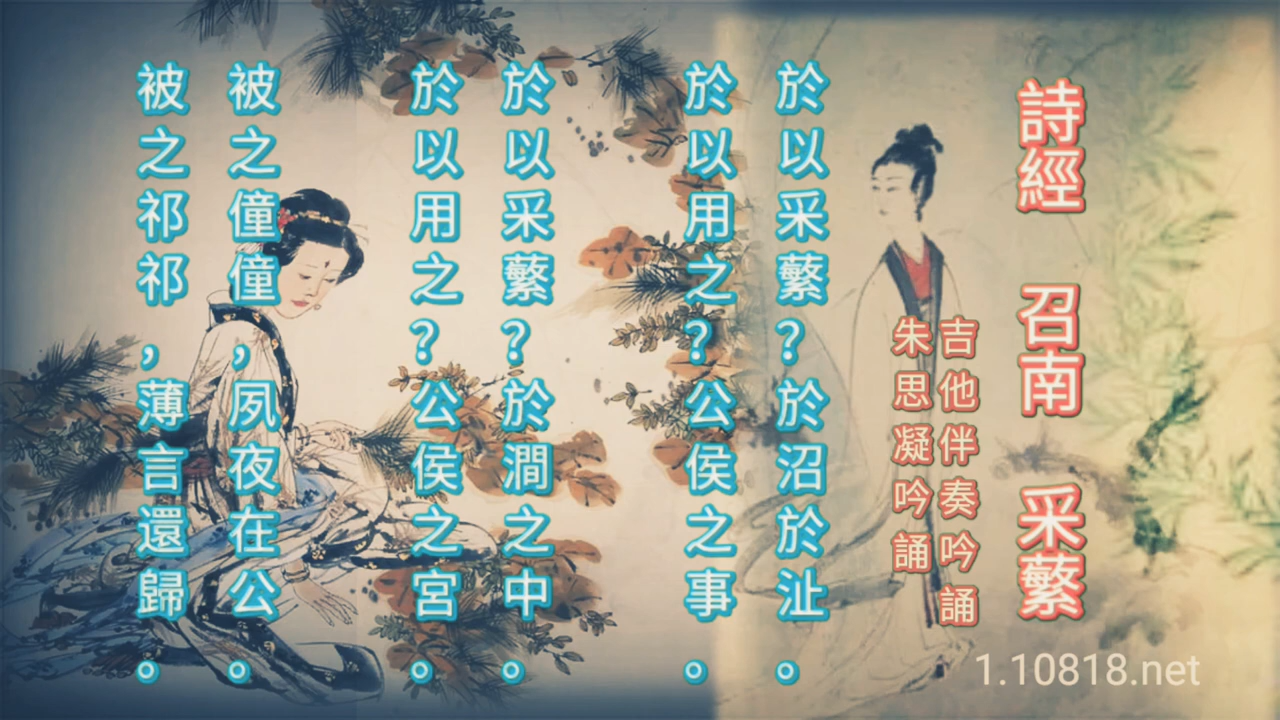 詩經 召南 采蘩
吉他伴奏吟誦
朱思凝吟誦
於以采蘩？於沼於沚。
於以用之？公侯之事。
於以采蘩？於澗之中。
於以用之？公侯之宮。
被之僮僮，夙夜在公。
被之祁祁，薄言還歸。
1.10818.net